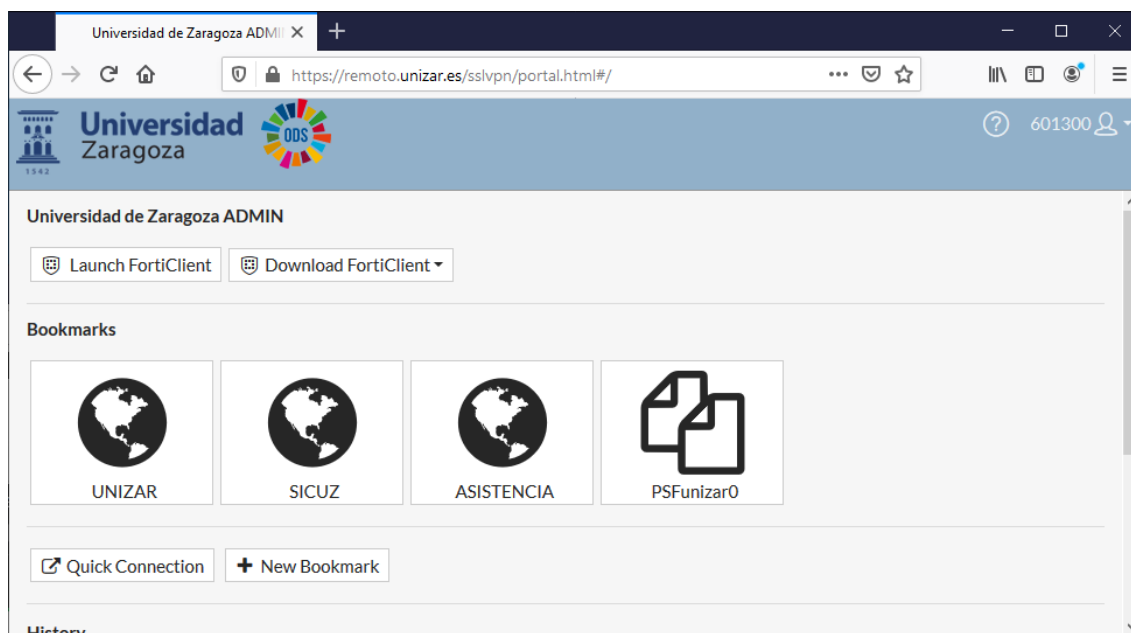 Universidad de Zaragoza ADMI
https://remoto.unizar.es/sslvpn/portal.html#/
Universidad
Zaragoza
1542
ODS
601300
Universidad de Zaragoza ADMIN
Launch FortiClient
Download FortiClient
Bookmarks
UNIZAR
SICUZ
ASISTENCIA
PSFunizar0
Quick Connection
New Bookmark
History